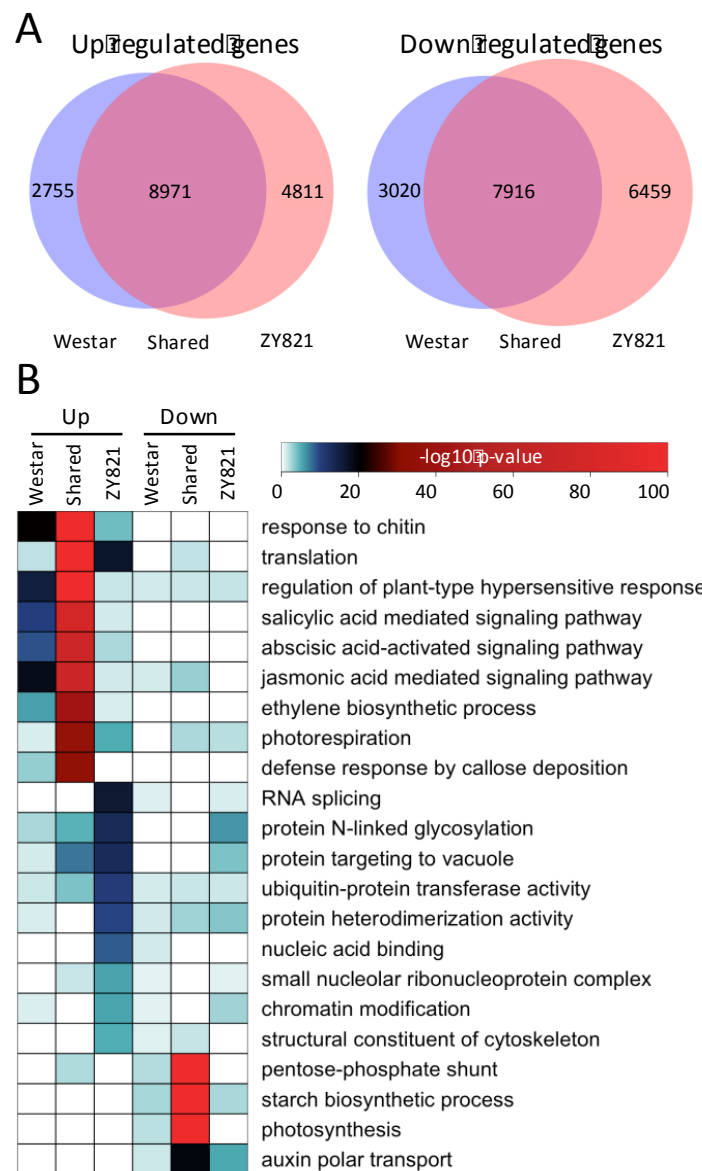 A
Up regulated genes
Down regulated genes
2755
8971
4811
3020
7916
6459
Westar
Shared
ZY821
Westar
Shared
ZY821
B
Up
Down
Westar
Shared
ZY821
Westar
Shared
ZY821
-log10 p-value
0
20
40
60
80
100
response to chitin
translation
regulation of plant-type hypersensitive response
salicylic acid mediated signaling pathway
abscisic acid-activated signaling pathway
jasmonic acid mediated signaling pathway
ethylene biosynthetic process
photorespiration
defense response by callose deposition
RNA splicing
protein N-linked glycosylation
protein targeting to vacuole
ubiquitin-protein transferase activity
protein heterodimerization activity
nucleic acid binding
small nucleolar ribonucleoprotein complex
chromatin modification
structural constituent of cytoskeleton
pentose-phosphate shunt
starch biosynthetic process
photosynthesis
auxin polar transport